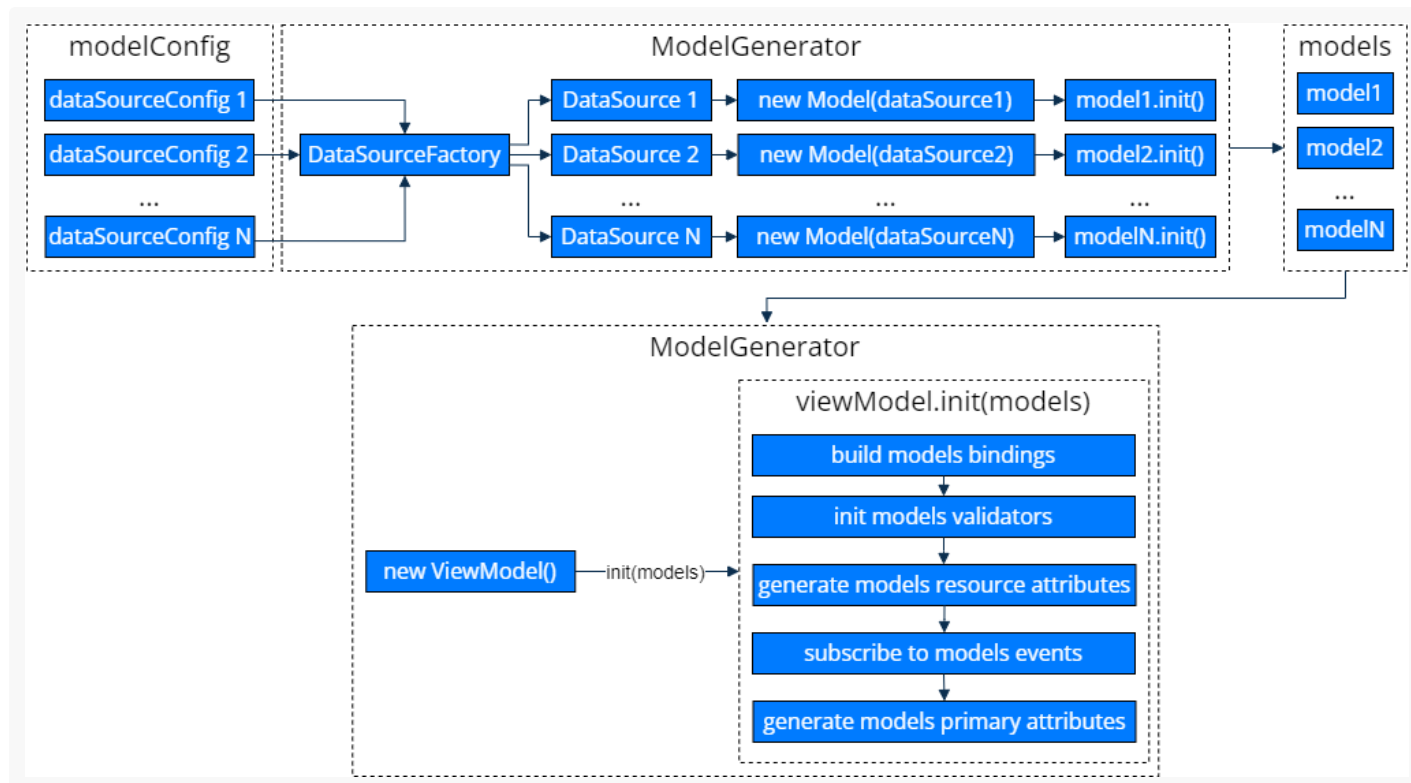 modelConfig
dataSourceConfig 1
dataSourceConfig 2
...
dataSourceConfig N
ModelGenerator
DataSourceFactory
DataSource 1
new Model(dataSource1)
model1.init()
DataSource 2
new Model(dataSource2)
model2.init()
...
...
...
DataSource N
new Model(dataSourceN)
modelN.init()
models
model1
model2
...
modelN
ModelGenerator
new ViewModel()
init(models)
viewModel.init(models)
build models bindings
init models validators
generate models resource attributes
subscribe to models events
generate models primary attributes